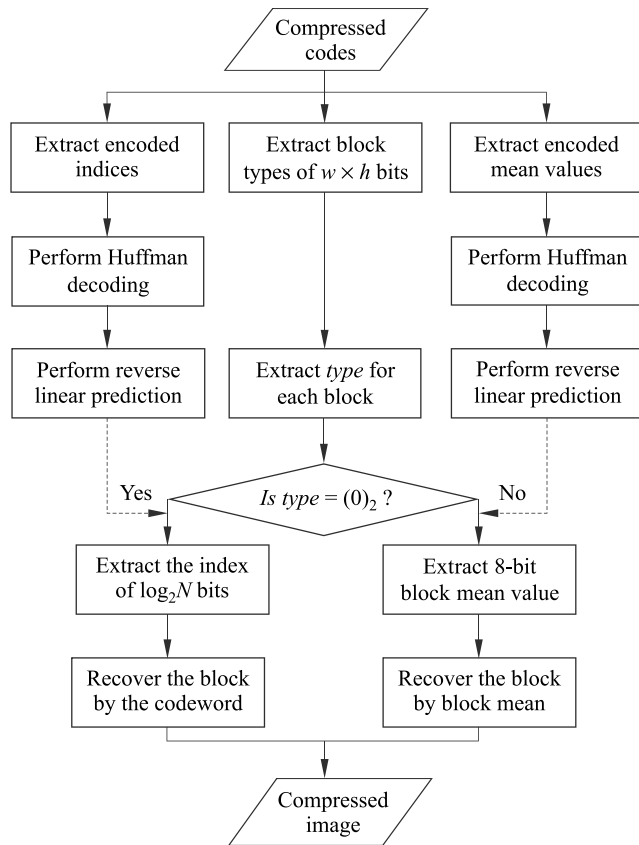 Compressed
codes
Extract encoded
indices
Extract block
types of w × h bits
Extract encoded
mean values
Perform Huffman
decoding
Perform Huffman
decoding
Perform reverse
linear prediction
Extract type for
each block
Perform reverse
linear prediction
Yes
Is type = (0)₂ ?
No
Extract the index
of log₂N bits
Extract 8-bit
block mean value
Recover the block
by the codeword
Recover the block
by block mean
Compressed
image